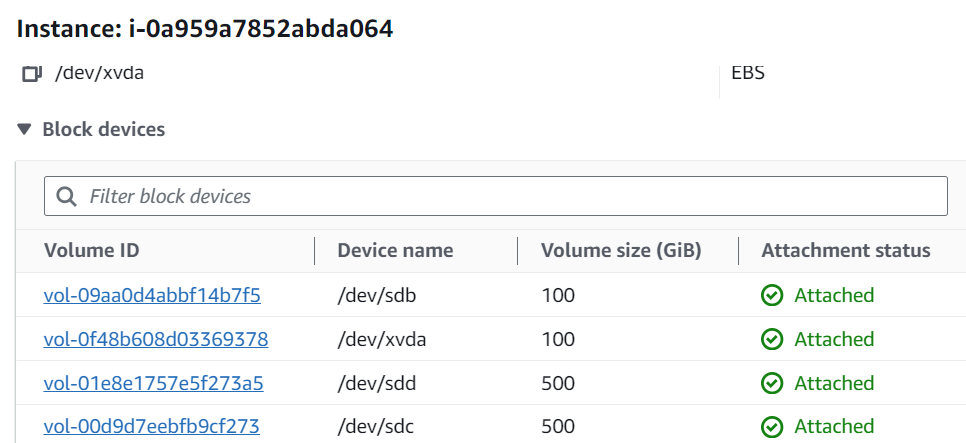 Instance: i-0a959a7852abda064
/dev/xvda EBS
Block devices
Filter block devices
Volume ID Device name Volume size (GiB) Attachment status
vol-09aa0d4abbf14b7f5 /dev/sdb 100 Attached
vol-0f48b608d03369378 /dev/xvda 100 Attached
vol-01e8e1757e5f273a5 /dev/sdd 500 Attached
vol-00d9d7eebfb9cf273 /dev/sdc 500 Attached